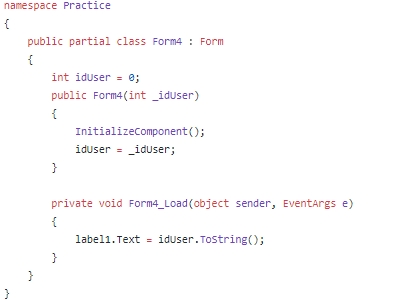 namespace Practice
{
    public partial class Form4 : Form
    {
        int idUser = 0;
        public Form4(int _idUser)
        {
            InitializeComponent();
            idUser = _idUser;
        }

        private void Form4_Load(object sender, EventArgs e)
        {
            label1.Text = idUser.ToString();
        }
    }
}